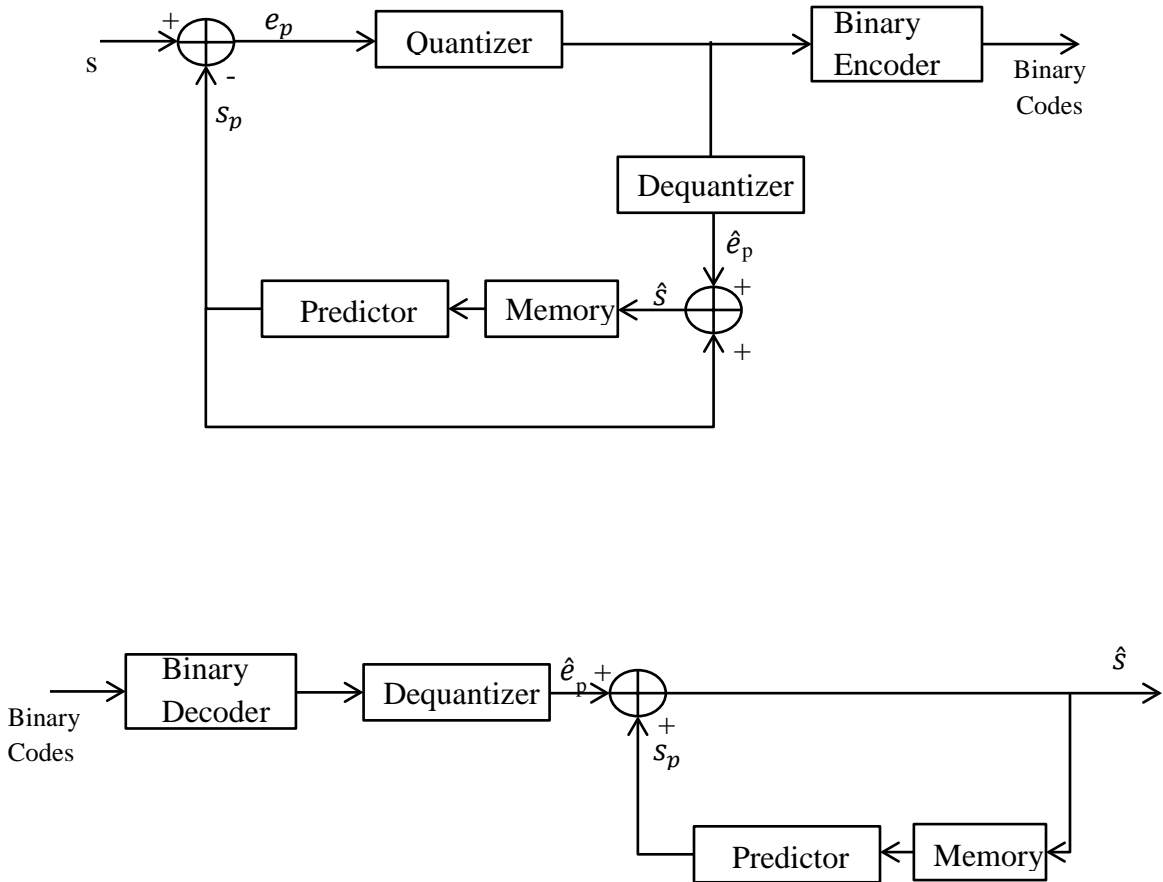 +
e_p
Quantizer
Binary
Encoder
s
-
Binary
Codes
s_p
Dequantizer
ê_p
+
Predictor
Memory
ŝ
+
Binary
Decoder
Dequantizer
ê_p
+
ŝ
Binary
Codes
+
s_p
Predictor
Memory